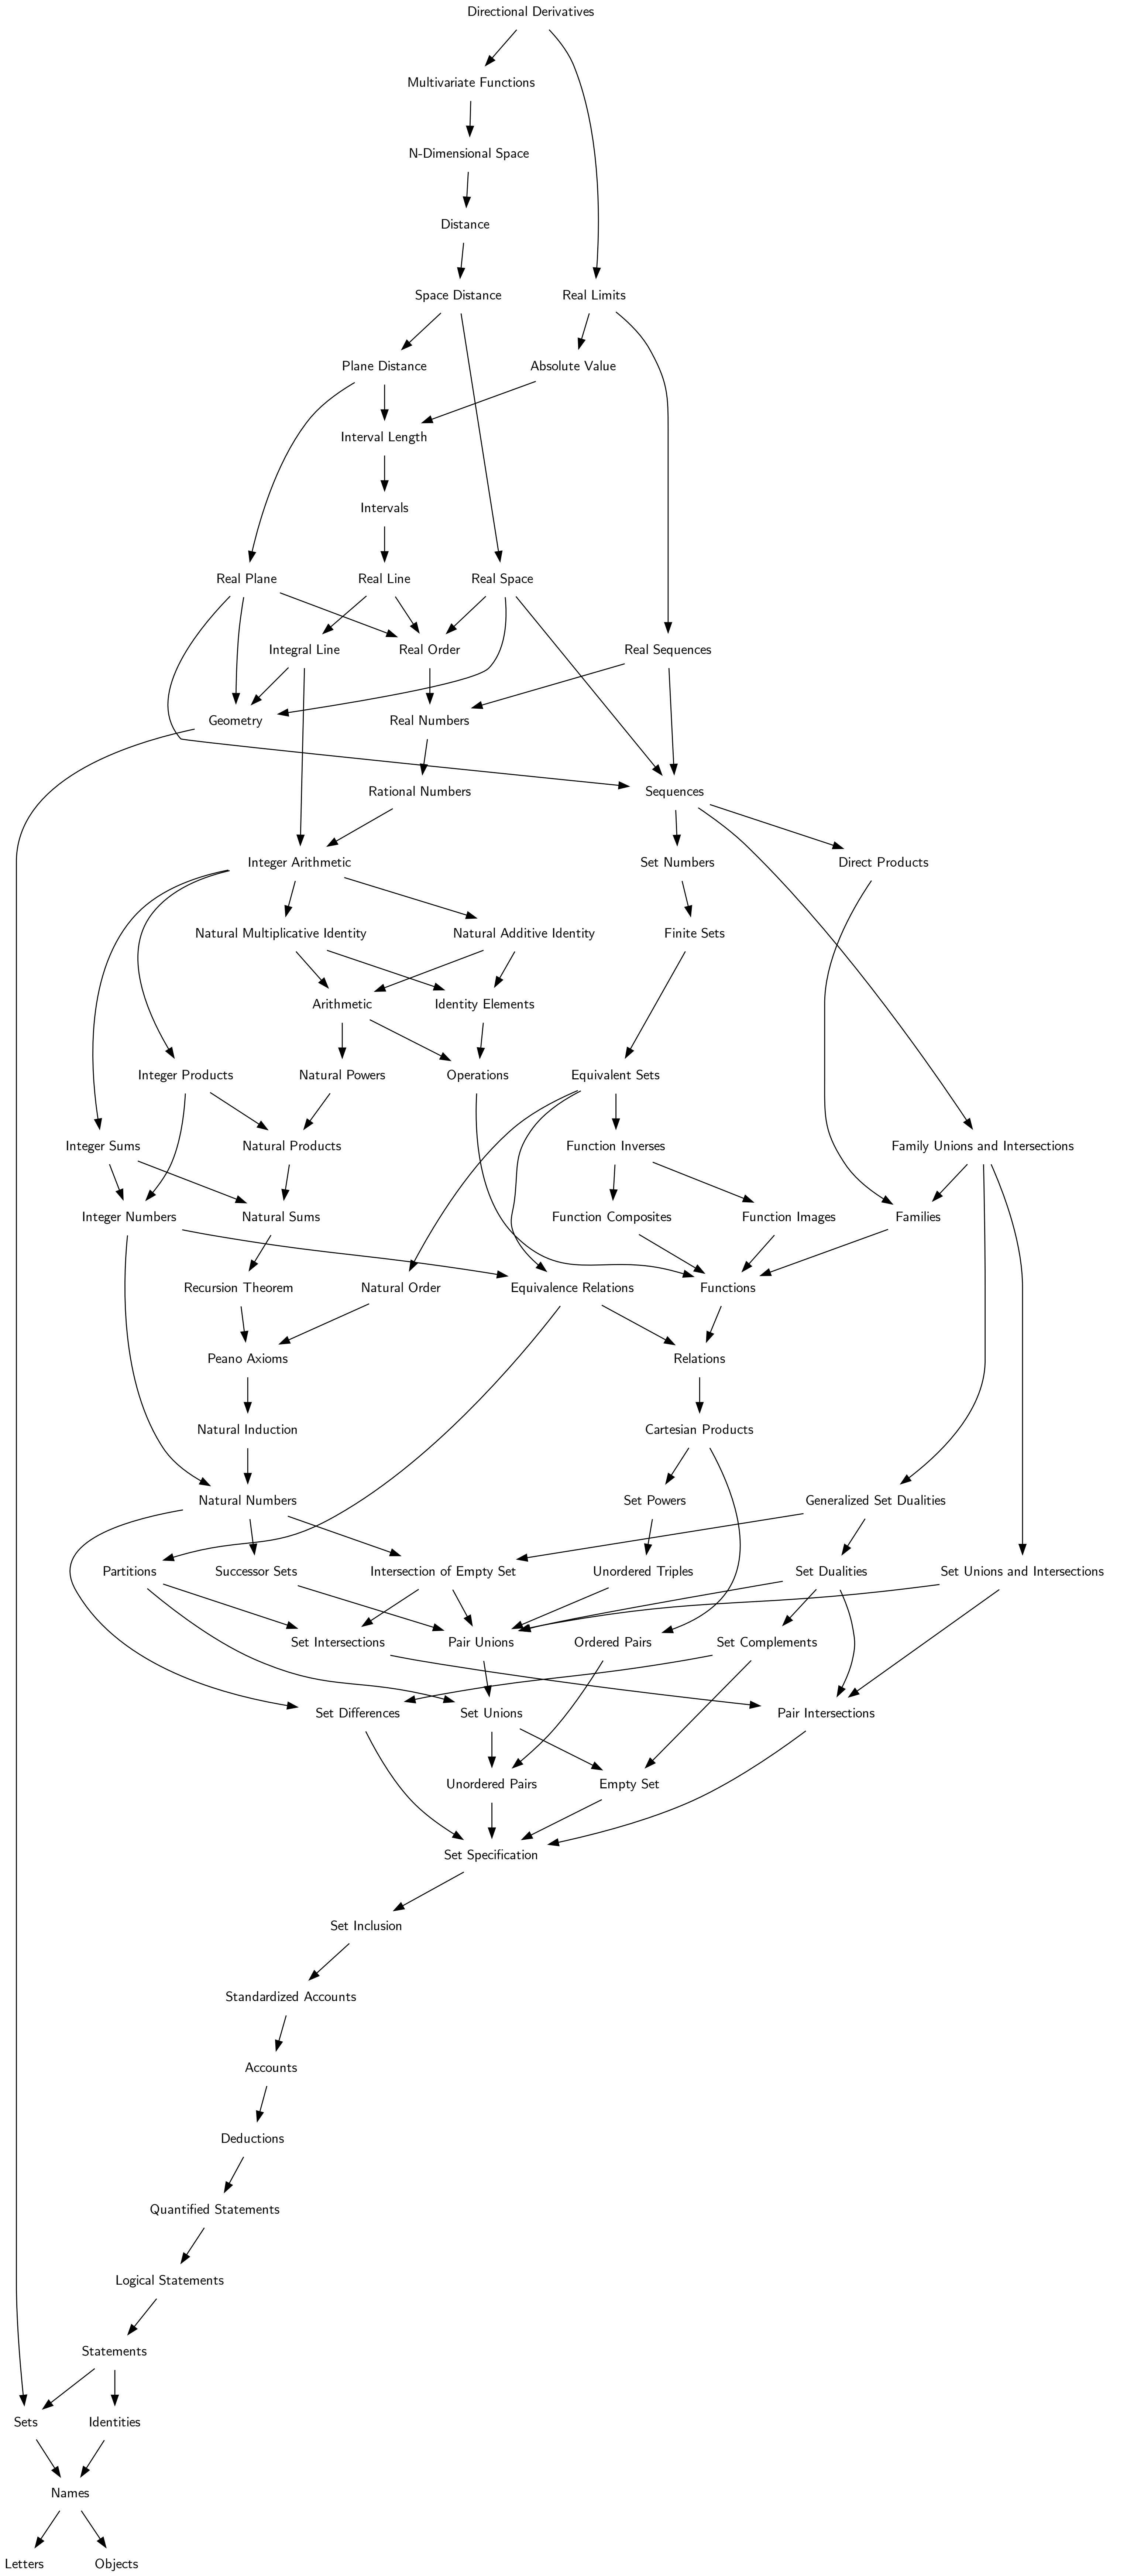 Directional Derivatives
Multivariate Functions
N-Dimensional Space
Distance
Space Distance
Real Limits
Plane Distance
Absolute Value
Interval Length
Intervals
Real Plane
Real Line
Real Space
Integral Line
Real Order
Real Sequences
Geometry
Real Numbers
Rational Numbers
Sequences
Integer Arithmetic
Set Numbers
Direct Products
Natural Multiplicative Identity
Natural Additive Identity
Finite Sets
Arithmetic
Identity Elements
Integer Products
Natural Powers
Operations
Equivalent Sets
Integer Sums
Natural Products
Function Inverses
Family Unions and Intersections
Integer Numbers
Natural Sums
Function Composites
Function Images
Families
Recursion Theorem
Natural Order
Equivalence Relations
Functions
Peano Axioms
Relations
Natural Induction
Cartesian Products
Natural Numbers
Set Powers
Generalized Set Dualities
Partitions
Successor Sets
Intersection of Empty Set
Unordered Triples
Set Dualities
Set Unions and Intersections
Set Intersections
Pair Unions
Ordered Pairs
Set Complements
Set Differences
Set Unions
Pair Intersections
Unordered Pairs
Empty Set
Set Specification
Set Inclusion
Standardized Accounts
Accounts
Deductions
Quantified Statements
Logical Statements
Statements
Sets
Identities
Names
Letters
Objects